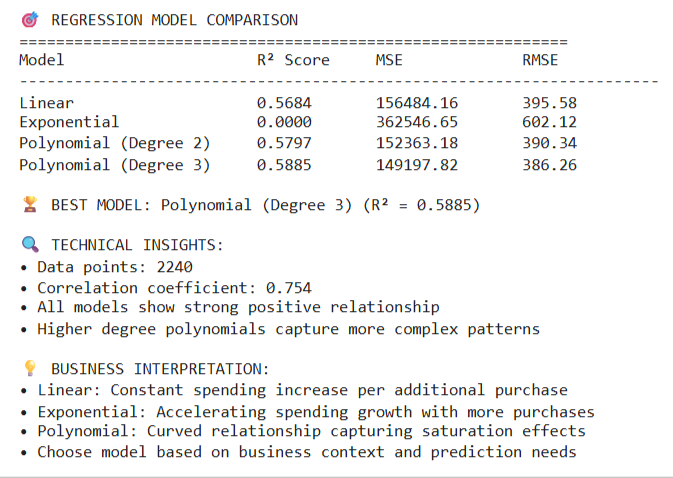 🎯 REGRESSION MODEL COMPARISON
============================================================
Model R² Score MSE RMSE
----------------------------------------------------------------------
Linear 0.5684 156484.16 395.58
Exponential 0.0000 362546.65 602.12
Polynomial (Degree 2) 0.5797 152363.18 390.34
Polynomial (Degree 3) 0.5885 149197.82 386.26
🏆 BEST MODEL: Polynomial (Degree 3) (R² = 0.5885)
🔍 TECHNICAL INSIGHTS:
• Data points: 2240
• Correlation coefficient: 0.754
• All models show strong positive relationship
• Higher degree polynomials capture more complex patterns
💡 BUSINESS INTERPRETATION:
• Linear: Constant spending increase per additional purchase
• Exponential: Accelerating spending growth with more purchases
• Polynomial: Curved relationship capturing saturation effects
• Choose model based on business context and prediction needs